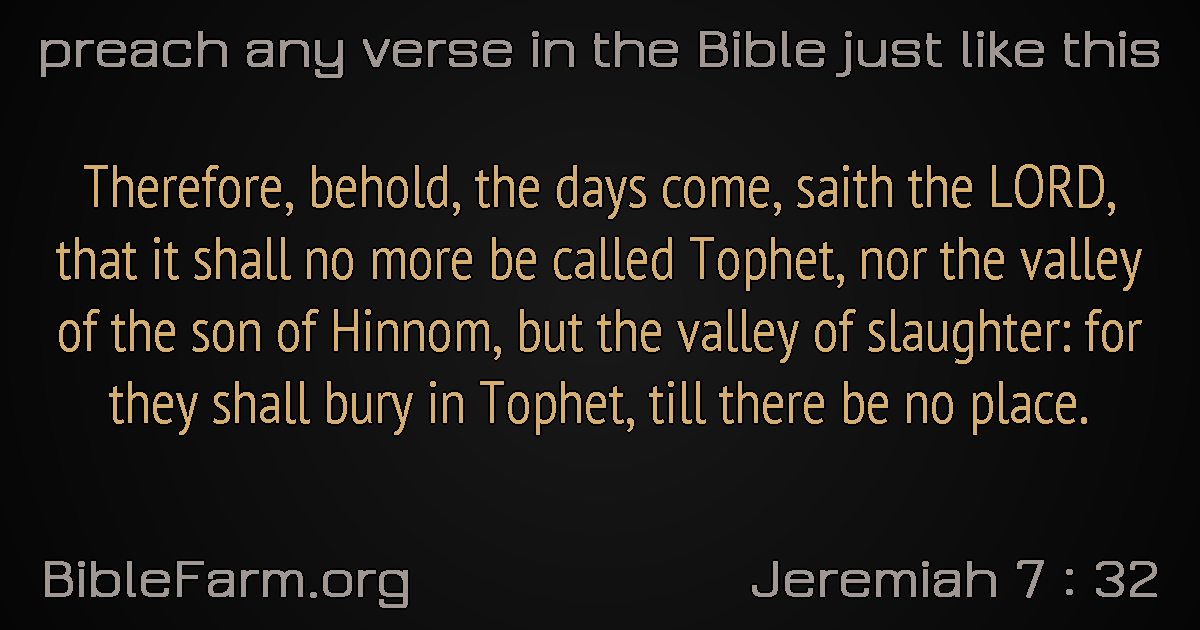 preach any verse in the Bible just like this
Therefore, behold, the days come, saith the LORD,
that it shall no more be called Tophet, nor the valley
of the son of Hinnom, but the valley of slaughter: for
they shall bury in Tophet, till there be no place.
BibleFarm.org
Jeremiah 7 : 32